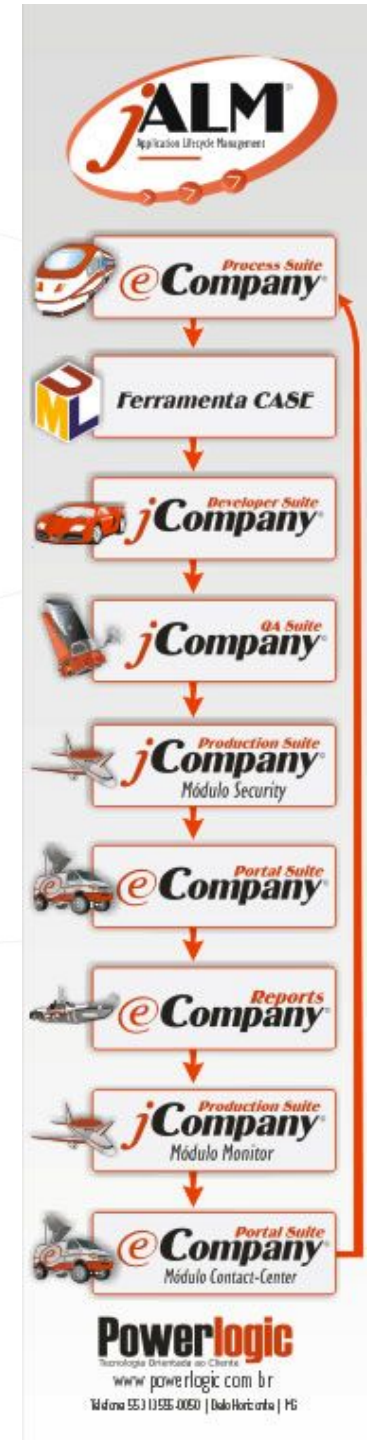 jALM®
Application Lifecycle Management
Process Suite
eCompany®
UML
Ferramenta CASE
Developer Suite
jCompany®
QA Suite
jCompany®
Production Suite
jCompany®
Módulo Security
Portal Suite
eCompany®
Reports
eCompany®
Production Suite
jCompany®
Módulo Monitor
Portal Suite
eCompany®
Módulo Contact-Center
Powerlogic
Tecnologia Orientada ao Cliente
www powerlogic com br
Telefone | Belo Horizonte | MG